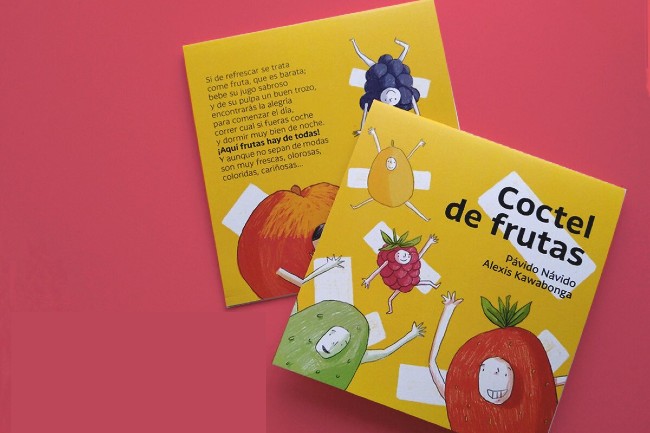 Si de refrescar se trata
come fruta, que es barata;
bebe su jugo sabroso
y de su pulpa un buen trozo,
encontrarás la alegría
para comenzar el día,
correr cual si fueras coche
y dormir muy bien de noche.
¡Aquí frutas hay de todas!
Y aunque no sepan de modas
son muy frescas, olorosas,
coloridas, cariñosas...
Coctel
de frutas
Pávido Návido
Alexis Kawabonga